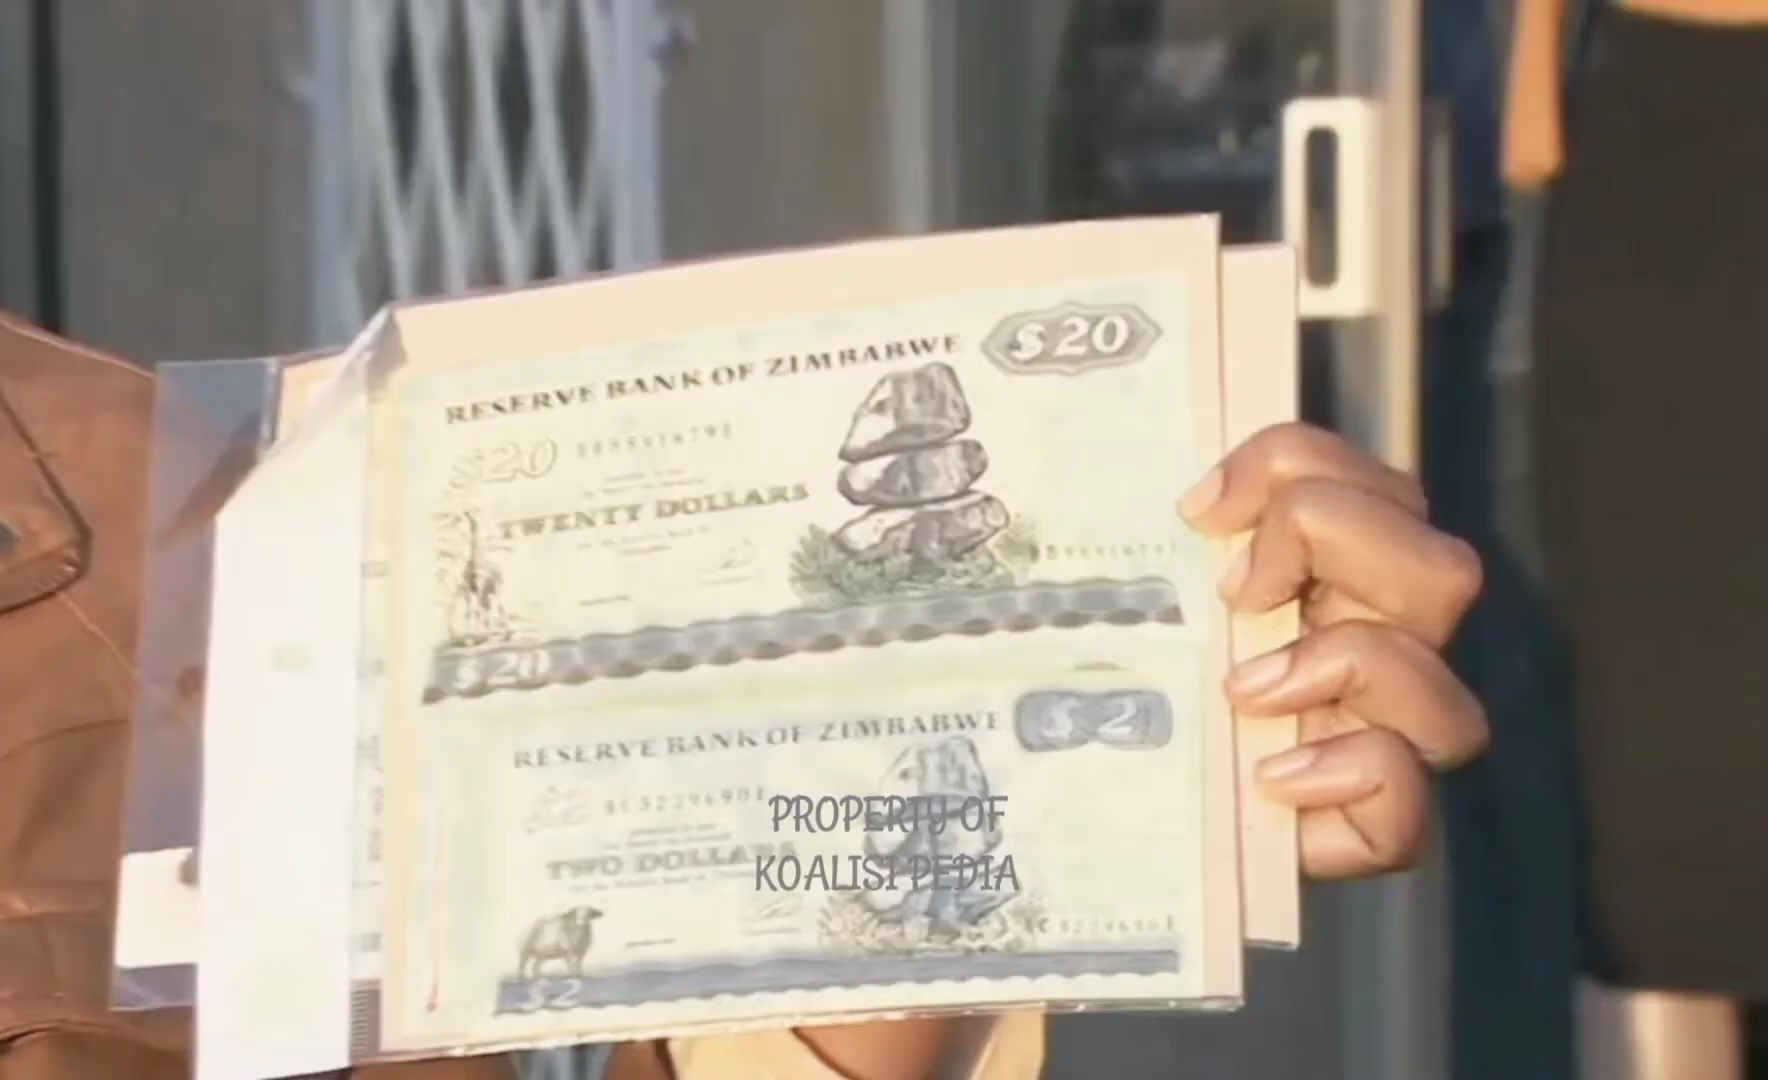 RESERVE BANK OF ZIMBABWE
$20
$20
TWENTY DOLLARS
$20
RESERVE BANK OF ZIMBABWE
$2
AC5229690E
TWO DOLLARS
$2
PROPERTY OF
KOALISI PEDIA